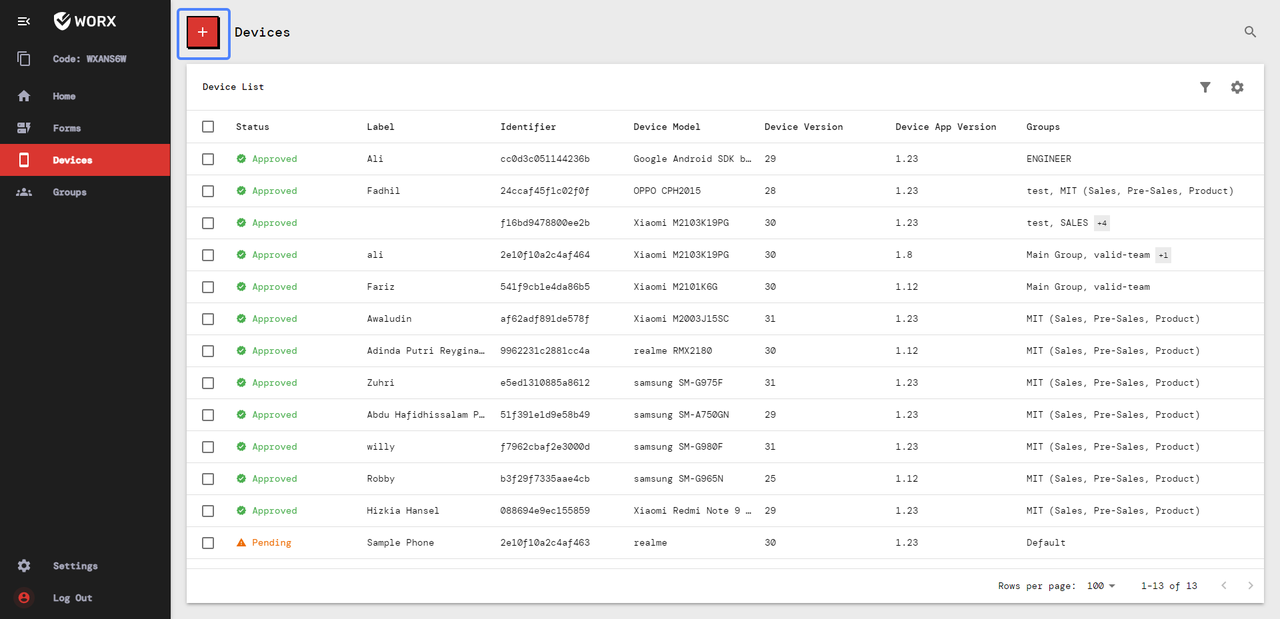 WORX
Code: WXANS6W
Home
Forms
Devices
Groups
Settings
Log Out
+ Devices
Device List
Status Label Identifier Device Model Device Version Device App Version Groups
Approved Ali cc0d3c051144236b Google Android SDK b… 29 1.23 ENGINEER
Approved Fadhil 24ccaf45f1c02f0f OPPO CPH2015 28 1.23 test, MIT (Sales, Pre-Sales, Product)
Approved f16bd9478800ee2b Xiaomi M2103K19PG 30 1.23 test, SALES +4
Approved ali 2e10f10a2c4af464 Xiaomi M2103K19PG 30 1.8 Main Group, valid-team +1
Approved Fariz 541f9cb1e4da86b5 Xiaomi M2101K6G 30 1.12 Main Group, valid-team
Approved Awaludin af62adf891de578f Xiaomi M2003J15SC 31 1.23 MIT (Sales, Pre-Sales, Product)
Approved Adinda Putri Reygina… 9962231c2881cc4a realme RMX2180 30 1.12 MIT (Sales, Pre-Sales, Product)
Approved Zuhri e5ed1310885a8612 samsung SM-G975F 31 1.23 MIT (Sales, Pre-Sales, Product)
Approved Abdu Hafidhissalam P… 51f391e1d9e58b49 samsung SM-A750GN 29 1.23 MIT (Sales, Pre-Sales, Product)
Approved willy f7962cbaf2e3000d samsung SM-G980F 31 1.23 MIT (Sales, Pre-Sales, Product)
Approved Robby b3f29f7335aae4cb samsung SM-G965N 25 1.12 MIT (Sales, Pre-Sales, Product)
Approved Hizkia Hansel 088694e9ec155859 Xiaomi Redmi Note 9 … 29 1.23 MIT (Sales, Pre-Sales, Product)
Pending Sample Phone 2e10f10a2c4af463 realme 30 1.23 Default
Rows per page: 100 1-13 of 13